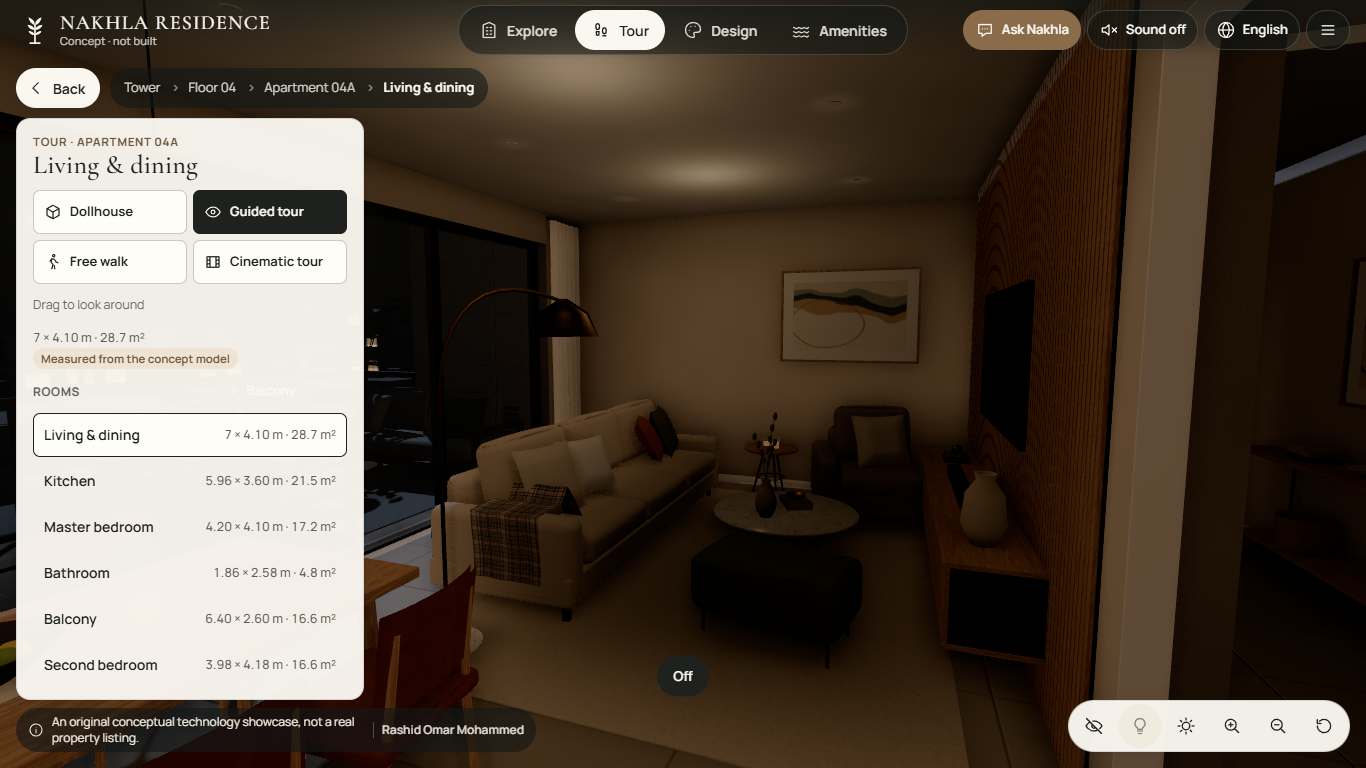 NAKHLA RESIDENCE
Concept · not built
Explore
Tour
Design
Amenities
Ask Nakhla
Sound off
English
Back
Tower > Floor 04 > Apartment 04A > Living & dining
TOUR · APARTMENT 04A
Living & dining
Dollhouse
Guided tour
Free walk
Cinematic tour
Drag to look around
7 × 4.10 m · 28.7 m²
Measured from the concept model
Balcony
ROOMS
Living & dining 7 × 4.10 m · 28.7 m²
Kitchen 5.96 × 3.60 m · 21.5 m²
Master bedroom 4.20 × 4.10 m · 17.2 m²
Bathroom 1.86 × 2.58 m · 4.8 m²
Balcony 6.40 × 2.60 m · 16.6 m²
Second bedroom 3.98 × 4.18 m · 16.6 m²
Off
An original conceptual technology showcase, not a real
property listing.
Rashid Omar Mohammed